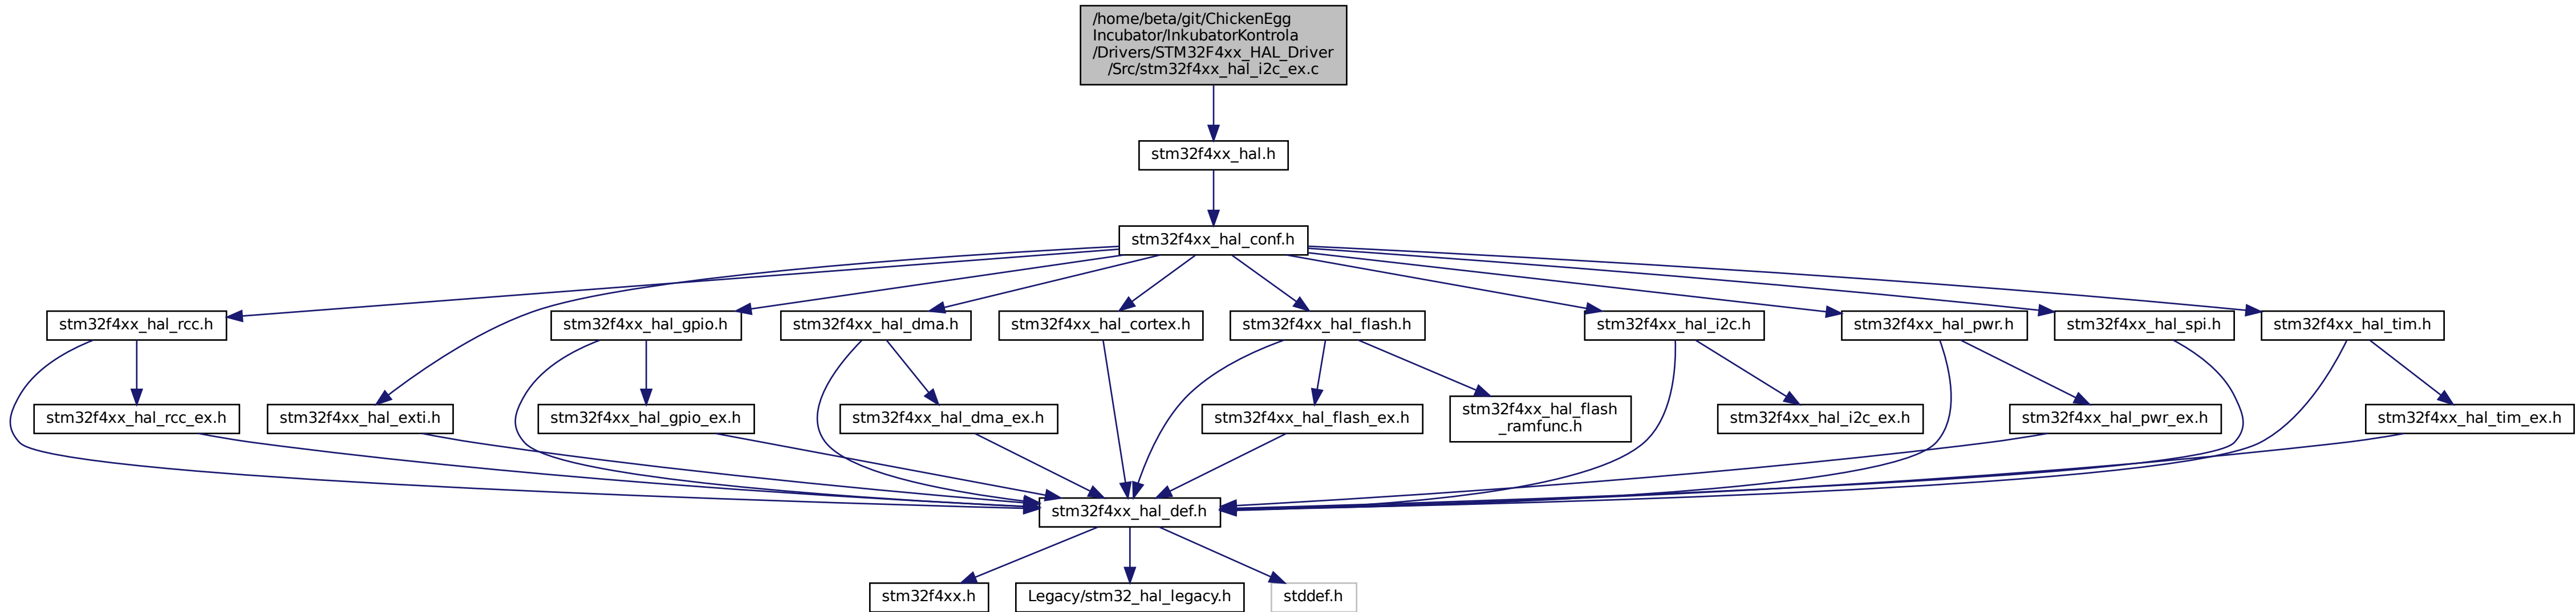 /home/beta/git/ChickenEgg
Incubator/InkubatorKontrola
/Drivers/STM32F4xx_HAL_Driver
/Src/stm32f4xx_hal_i2c_ex.c
stm32f4xx_hal.h
stm32f4xx_hal_conf.h
stm32f4xx_hal_rcc.h
stm32f4xx_hal_gpio.h
stm32f4xx_hal_dma.h
stm32f4xx_hal_cortex.h
stm32f4xx_hal_flash.h
stm32f4xx_hal_i2c.h
stm32f4xx_hal_pwr.h
stm32f4xx_hal_spi.h
stm32f4xx_hal_tim.h
stm32f4xx_hal_rcc_ex.h
stm32f4xx_hal_exti.h
stm32f4xx_hal_gpio_ex.h
stm32f4xx_hal_dma_ex.h
stm32f4xx_hal_flash_ex.h
stm32f4xx_hal_flash
_ramfunc.h
stm32f4xx_hal_i2c_ex.h
stm32f4xx_hal_pwr_ex.h
stm32f4xx_hal_tim_ex.h
stm32f4xx_hal_def.h
stm32f4xx.h
Legacy/stm32_hal_legacy.h
stddef.h